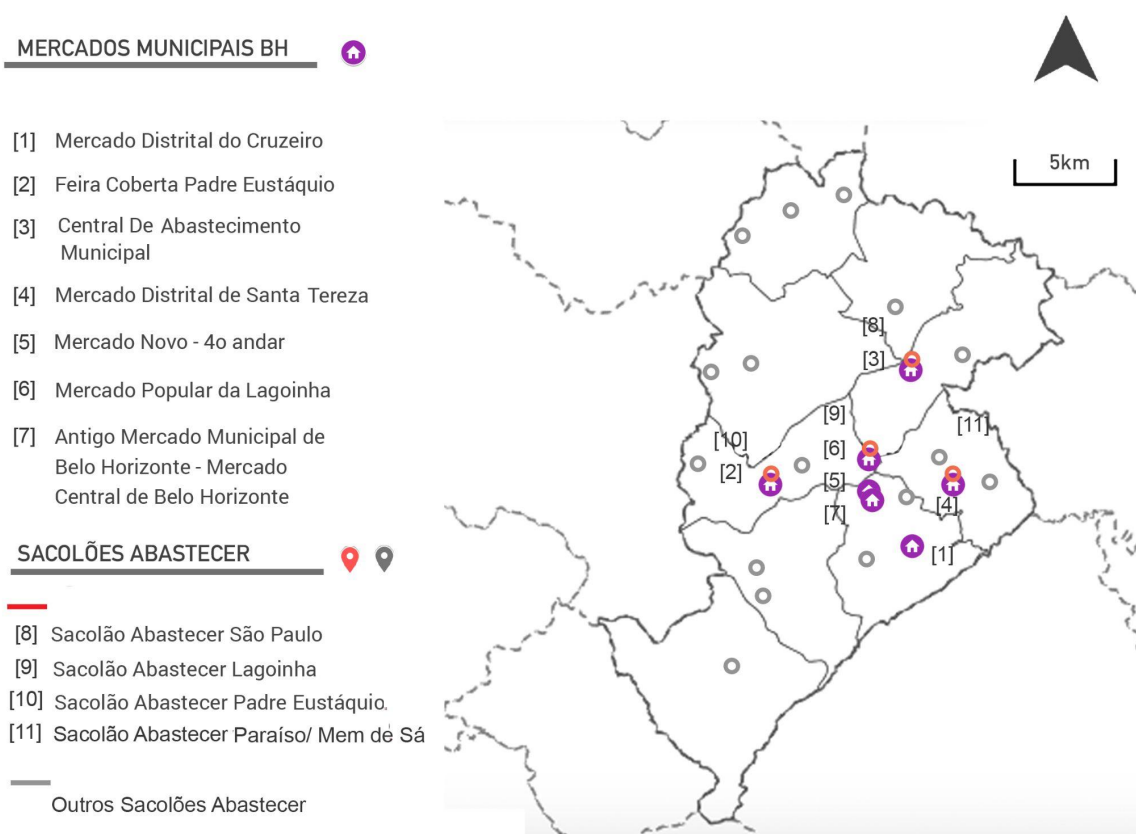 MERCADOS MUNICIPAIS BH
[1] Mercado Distrital do Cruzeiro
[2] Feira Coberta Padre Eustáquio
[3] Central De Abastecimento
Municipal
[4] Mercado Distrital de Santa Tereza
[5] Mercado Novo - 4o andar
[6] Mercado Popular da Lagoinha
[7] Antigo Mercado Municipal de
Belo Horizonte - Mercado
Central de Belo Horizonte
SACOLÕES ABASTECER
[8] Sacolão Abastecer São Paulo
[9] Sacolão Abastecer Lagoinha
[10] Sacolão Abastecer Padre Eustáquio.
[11] Sacolão Abastecer Paraíso/ Mem de Sá
Outros Sacolões Abastecer
5km
[8]
[3]
[9]
[11]
[10]
[6]
[2]
[5]
[4]
[7]
[1]